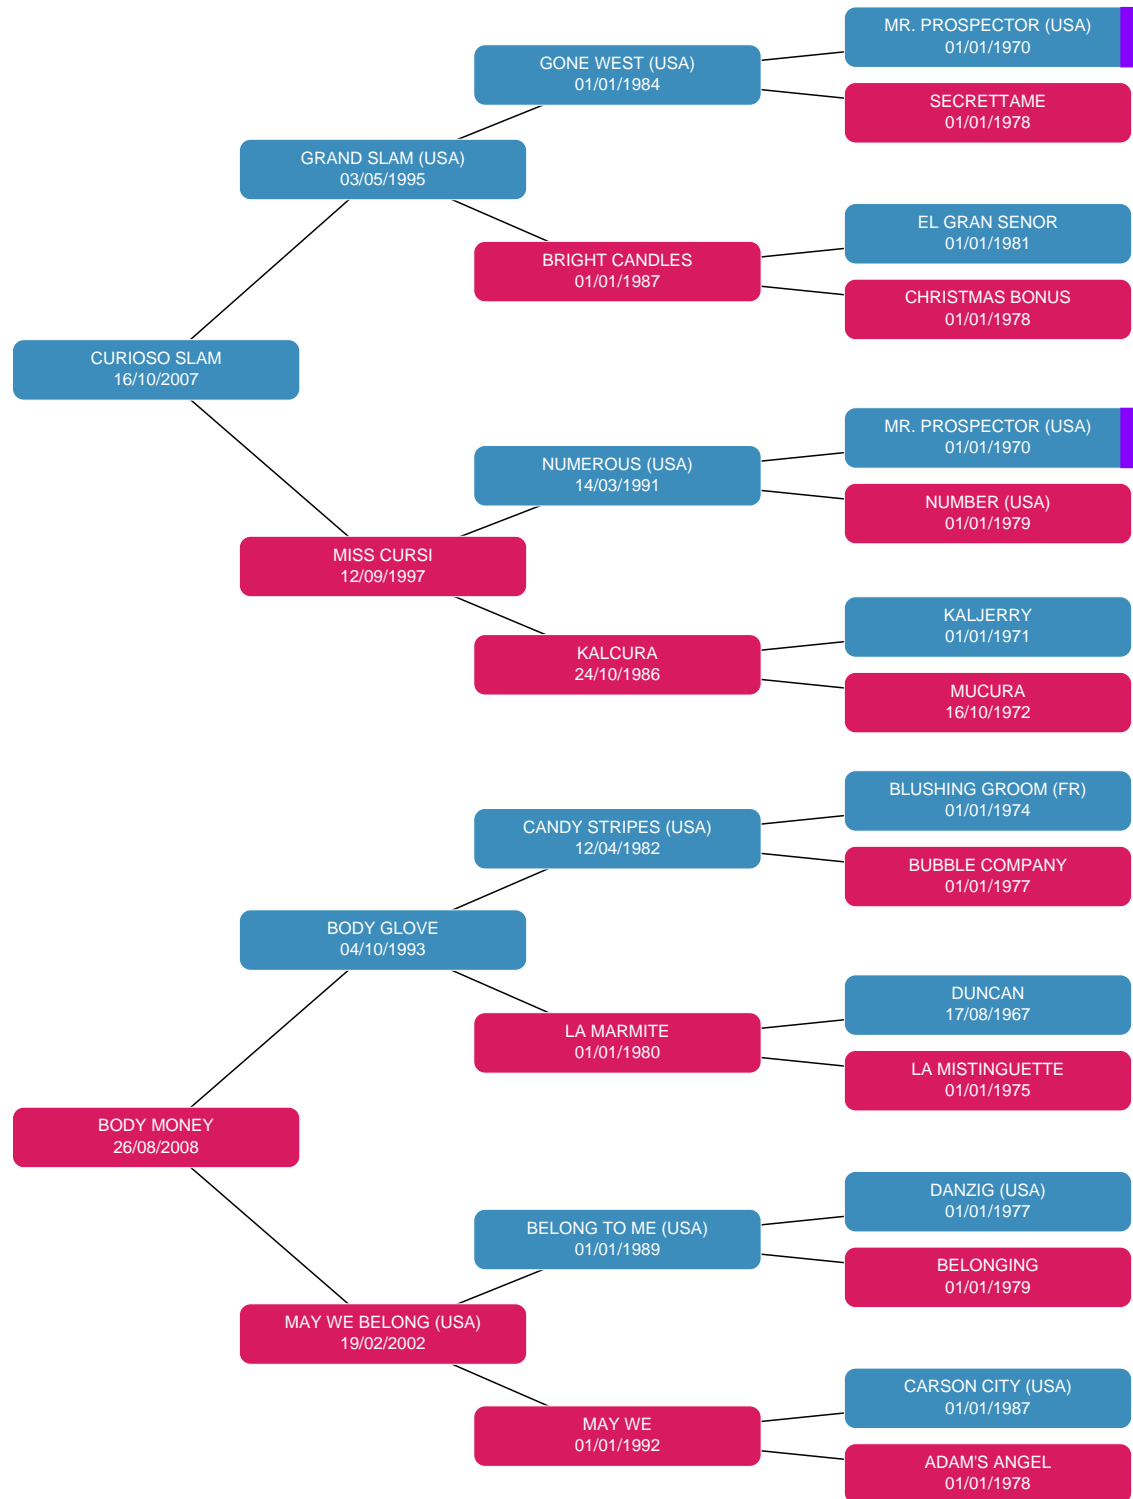 MR. PROSPECTOR (USA)
01/01/1970
GONE WEST (USA)
01/01/1984
SECRETTAME
01/01/1978
GRAND SLAM (USA)
03/05/1995
EL GRAN SENOR
01/01/1981
BRIGHT CANDLES
01/01/1987
CHRISTMAS BONUS
01/01/1978
CURIOSO SLAM
16/10/2007
MR. PROSPECTOR (USA)
01/01/1970
NUMEROUS (USA)
14/03/1991
NUMBER (USA)
01/01/1979
MISS CURSI
12/09/1997
KALJERRY
01/01/1971
KALCURA
24/10/1986
MUCURA
16/10/1972
BLUSHING GROOM (FR)
01/01/1974
CANDY STRIPES (USA)
12/04/1982
BUBBLE COMPANY
01/01/1977
BODY GLOVE
04/10/1993
DUNCAN
17/08/1967
LA MARMITE
01/01/1980
LA MISTINGUETTE
01/01/1975
BODY MONEY
26/08/2008
DANZIG (USA)
01/01/1977
BELONG TO ME (USA)
01/01/1989
BELONGING
01/01/1979
MAY WE BELONG (USA)
19/02/2002
CARSON CITY (USA)
01/01/1987
MAY WE
01/01/1992
ADAM'S ANGEL
01/01/1978